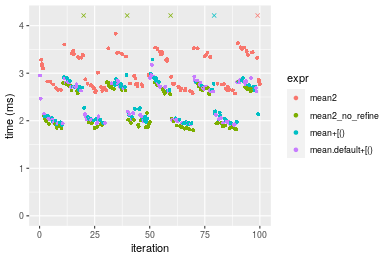 4
3
2
1
0
time (ms)
0
25
50
75
100
iteration
expr
mean2
mean2_no_refine
mean+[()
mean.default+[()